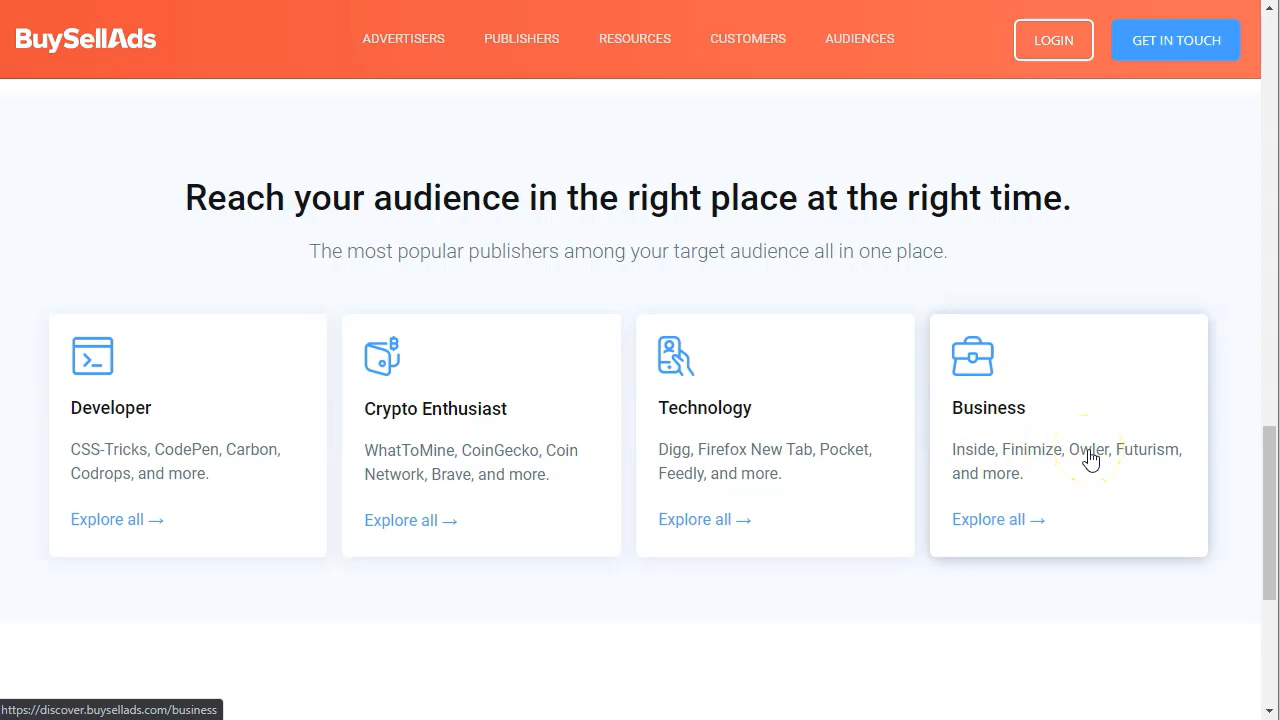 BuySellAds
ADVERTISERS
PUBLISHERS
RESOURCES
CUSTOMERS
AUDIENCES
LOGIN
GET IN TOUCH
Reach your audience in the right place at the right time.
The most popular publishers among your target audience all in one place.
Developer
CSS-Tricks, CodePen, Carbon,
Codrops, and more.
Explore all →
Crypto Enthusiast
WhatToMine, CoinGecko, Coin
Network, Brave, and more.
Explore all →
Technology
Digg, Firefox New Tab, Pocket,
Feedly, and more.
Explore all →
Business
Inside, Finimize, Owler, Futurism,
and more.
Explore all →
https://discover.buysellads.com/business